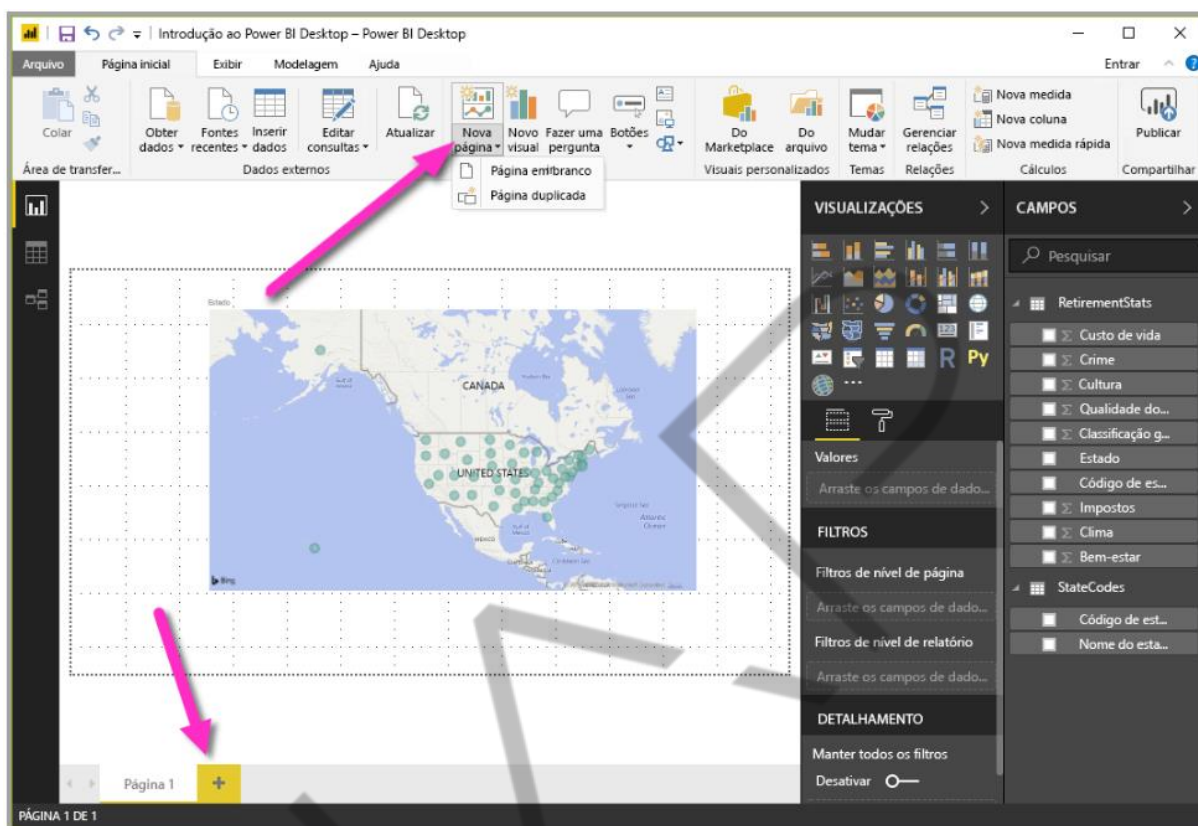 Introdução ao Power BI Desktop – Power BI Desktop
Arquivo Página inicial Exibir Modelagem Ajuda Entrar
Colar
Obter dados
Fontes recentes
Inserir dados
Editar consultas
Atualizar
Nova página
Novo visual
Fazer uma pergunta
Botões
Do Marketplace
Do arquivo
Mudar tema
Gerenciar relações
Nova medida
Nova coluna
Nova medida rápida
Publicar
Área de transfer... Dados externos Visuais personalizados Temas Relações Cálculos Compartilhar
Página em branco
Página duplicada
Estado
CANADA
UNITED STATES
MEXICO
Atlantic
Ocean
Bing
VISUALIZAÇÕES
123
R Py
Valores
Arraste os campos de dado...
FILTROS
Filtros de nível de página
Arraste os campos de dado...
Filtros de nível de relatório
Arraste os campos de dado...
DETALHAMENTO
Manter todos os filtros
Desativar
CAMPOS
Pesquisar
RetirementStats
Σ Custo de vida
Σ Crime
Σ Cultura
Σ Qualidade do...
Σ Classificação g...
Estado
Código de es...
Σ Impostos
Σ Clima
Σ Bem-estar
StateCodes
Código de est...
Nome do esta...
Página 1 +
PÁGINA 1 DE 1